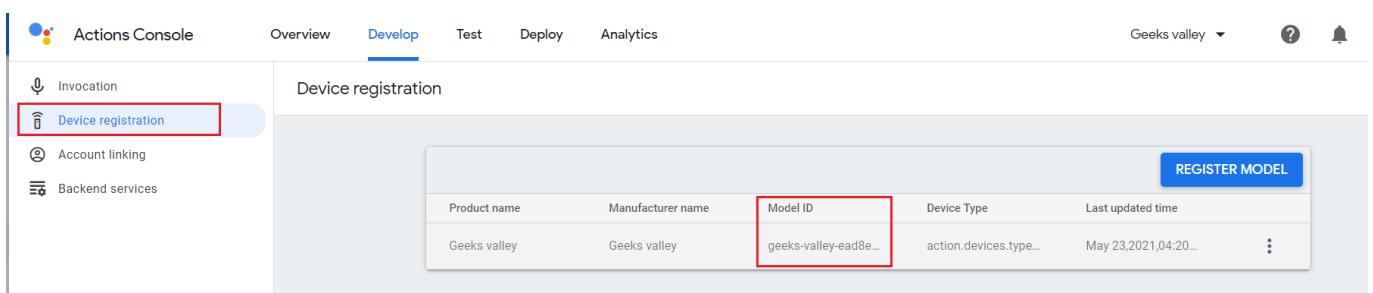 Actions Console Overview Develop Test Deploy Analytics Geeks valley
Invocation
Device registration
Account linking
Backend services
Device registration
REGISTER MODEL
Product name Manufacturer name Model ID Device Type Last updated time
Geeks valley Geeks valley geeks-valley-ead8e... action.devices.type... May 23,2021,04:20...